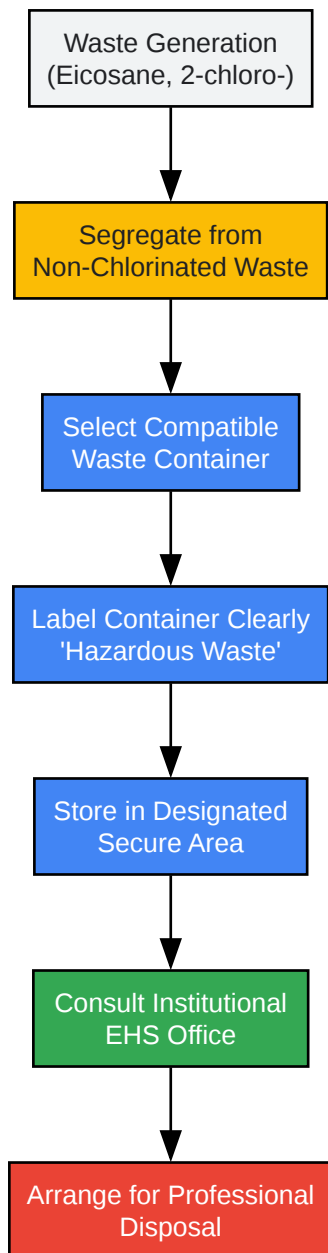 Waste Generation
(Eicosane, 2-chloro-)
Segregate from
Non-Chlorinated Waste
Select Compatible
Waste Container
Label Container Clearly
'Hazardous Waste'
Store in Designated
Secure Area
Consult Institutional
EHS Office
Arrange for Professional
Disposal